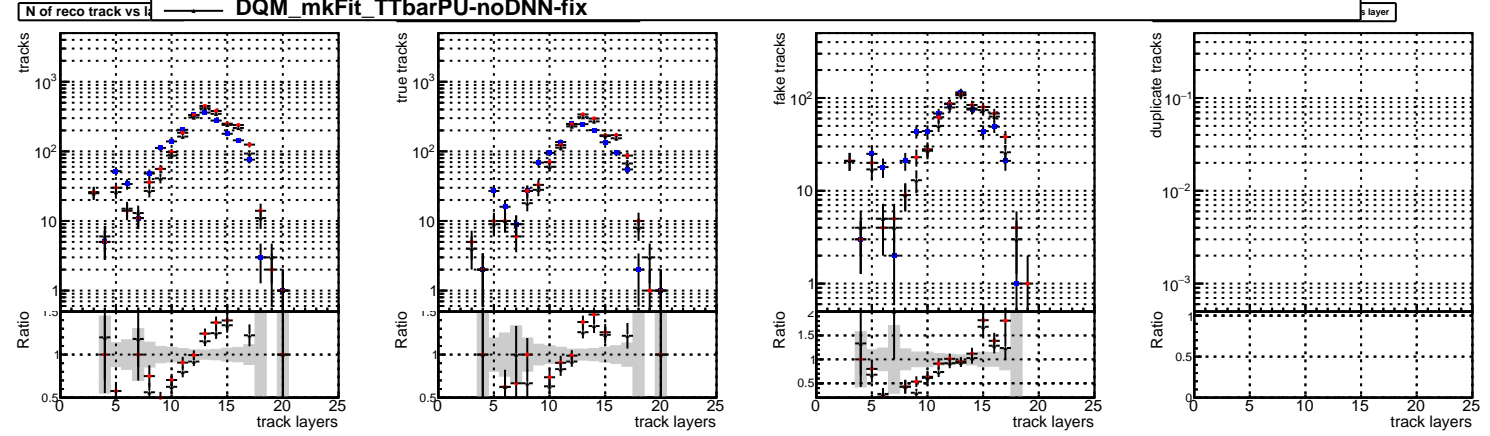 N of reco track vs la
DQM_mkFit_TTbarPU-noDNN-fix
s layer
tracks
10³
10²
10
1
Ratio
1.5
1
0.5
0 5 10 15 20 25
track layers
true tracks
10³
10²
10
1
Ratio
1.5
1
0.5
0 5 10 15 20 25
track layers
fake tracks
10²
10
1
Ratio
2
1.5
1
0.5
0 5 10 15 20 25
track layers
duplicate tracks
10⁻¹
10⁻²
10⁻³
Ratio
1
0.5
0
0 5 10 15 20 25
track layers